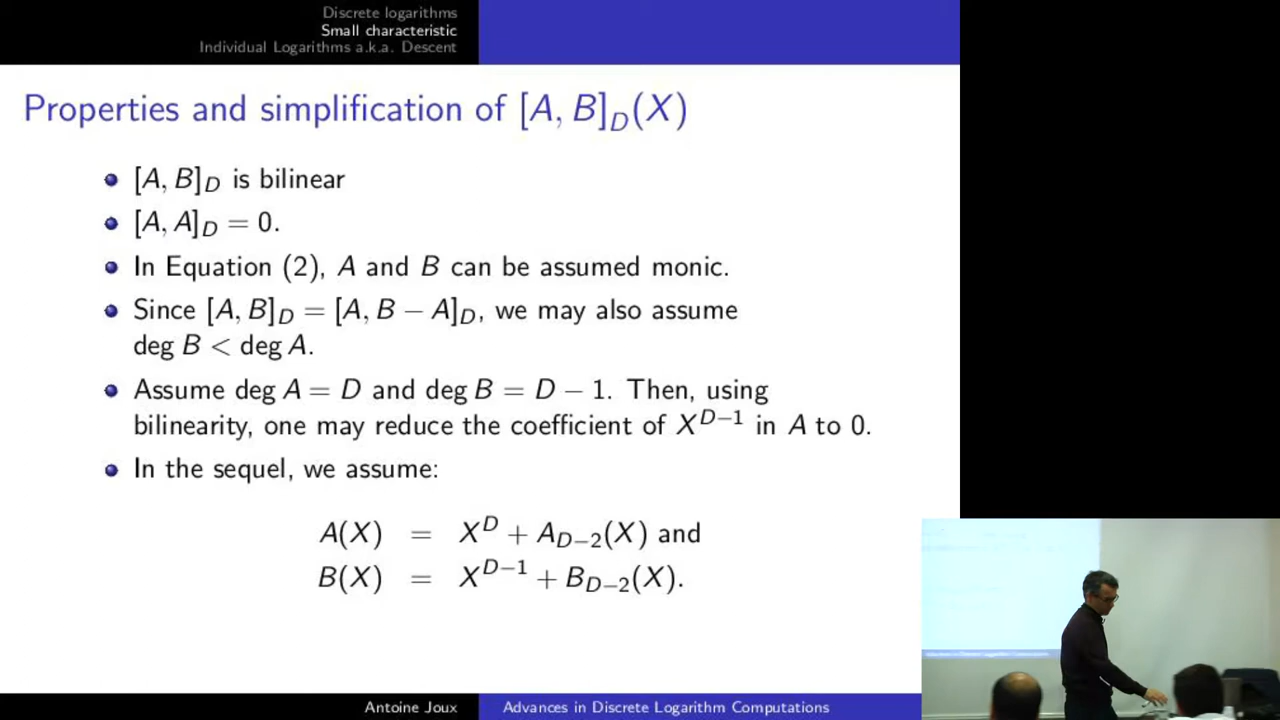 Discrete logarithms
Small characteristic
Individual Logarithms a.k.a. Descent
Properties and simplification of [A, B]_D(X)
[A, B]_D is bilinear
[A, A]_D = 0.
In Equation (2), A and B can be assumed monic.
Since [A, B]_D = [A, B − A]_D, we may also assume
deg B < deg A.
Assume deg A = D and deg B = D − 1. Then, using
bilinearity, one may reduce the coefficient of X^{D−1} in A to 0.
In the sequel, we assume:
A(X) = X^D + A_{D−2}(X) and
B(X) = X^{D−1} + B_{D−2}(X).
Antoine Joux
Advances in Discrete Logarithm Computations